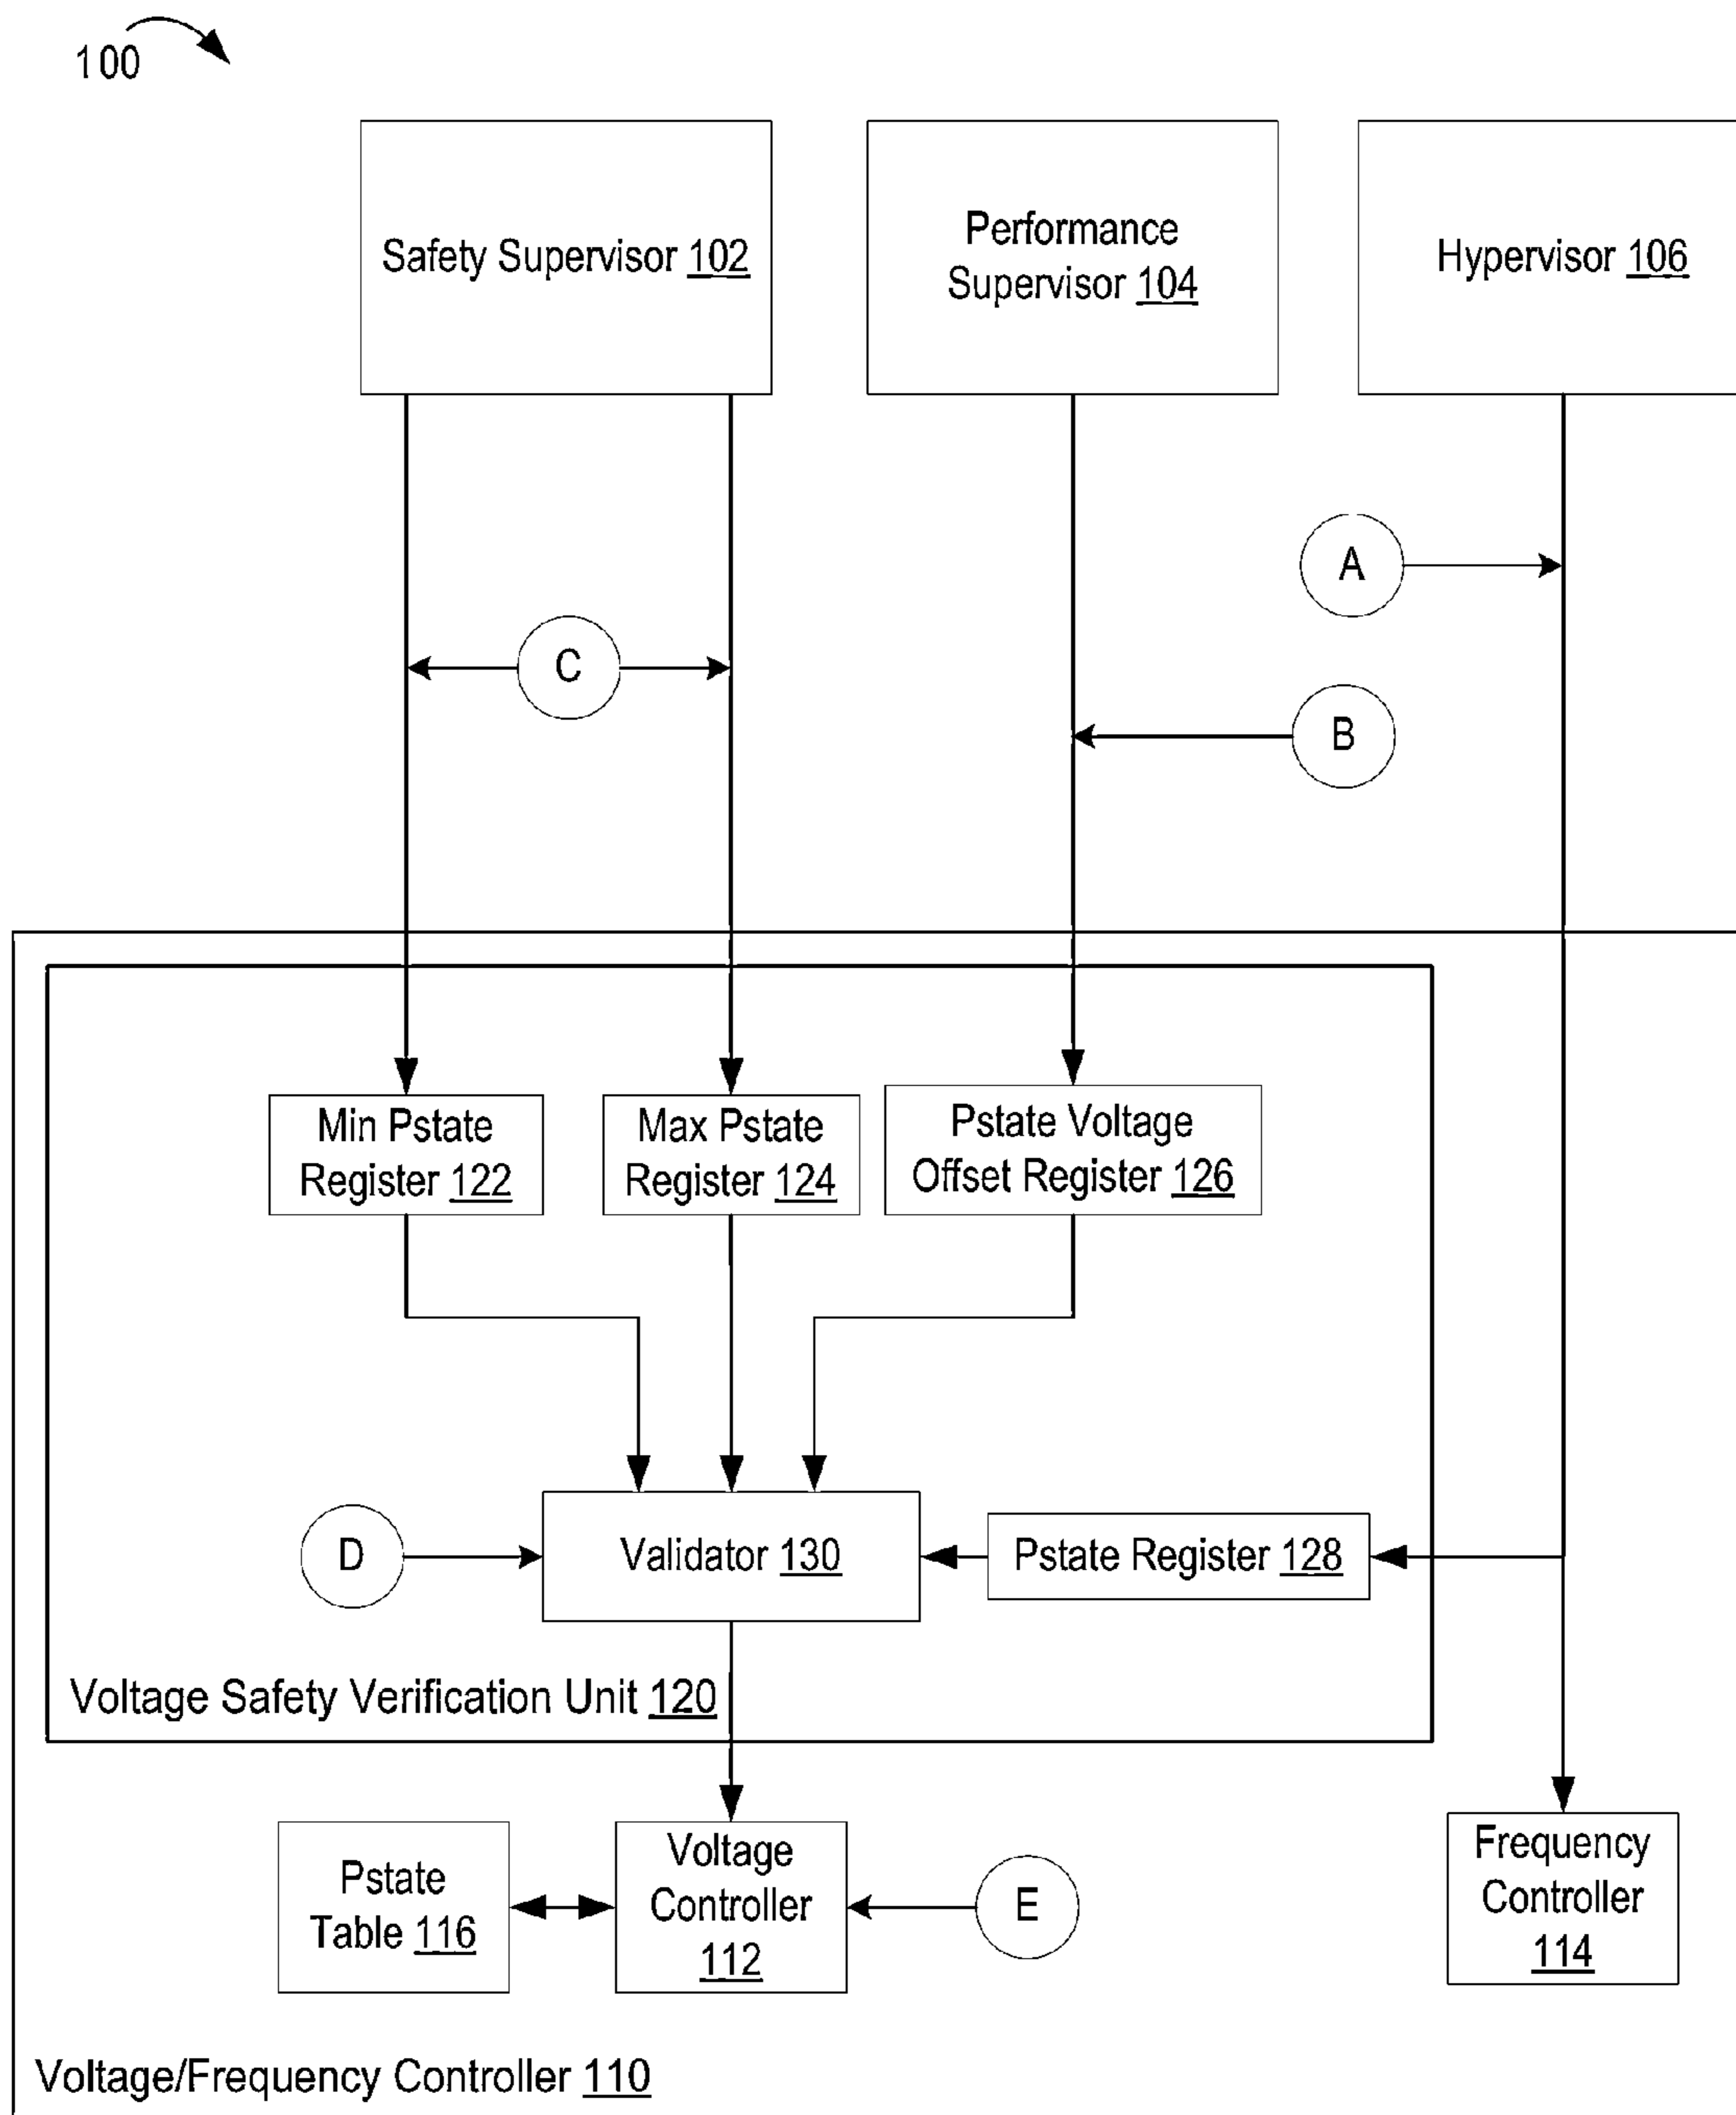 100
Safety Supervisor 102
Performance
Supervisor 104
Hypervisor 106
A
C
B
Min Pstate
Register 122
Max Pstate
Register 124
Pstate Voltage
Offset Register 126
D
Validator 130
Pstate Register 128
Voltage Safety Verification Unit 120
Pstate
Table 116
Voltage
Controller
112
E
Frequency
Controller
114
Voltage/Frequency Controller 110